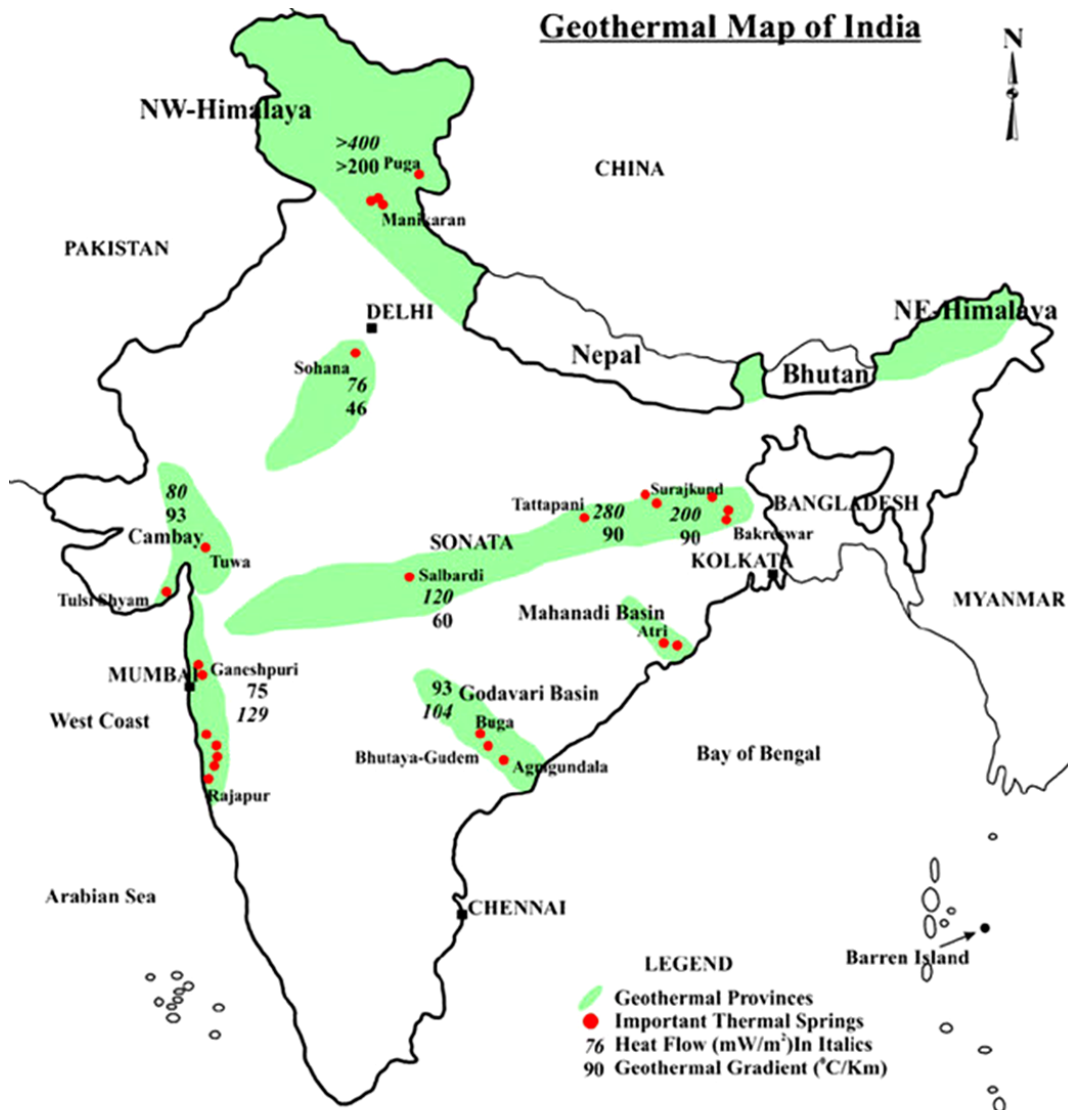 Geothermal Map of India
N
NW-Himalaya
>400
>200 Puga
CHINA
Manikaran
PAKISTAN
DELHI
NE-Himalaya
Nepal
Bhutan
Sohana
76
46
80
93
Cambay
Tuwa
Tulsi Shyam
Tattapani
Surajkund
280
90
200
90
BANGLADESH
Bakreswar
SONATA
KOLKATA
Salbardi
120
60
MYANMAR
Mahanadi Basin
Atri
MUMBAI
Ganeshpuri
75
129
West Coast
93
104
Godavari Basin
Buga
Bhutaya-Gudem
Agnigundala
Rajapur
Bay of Bengal
Arabian Sea
CHENNAI
Barren Island
LEGEND
Geothermal Provinces
Important Thermal Springs
76 Heat Flow (mW/m²)In Italics
90 Geothermal Gradient (°C/Km)